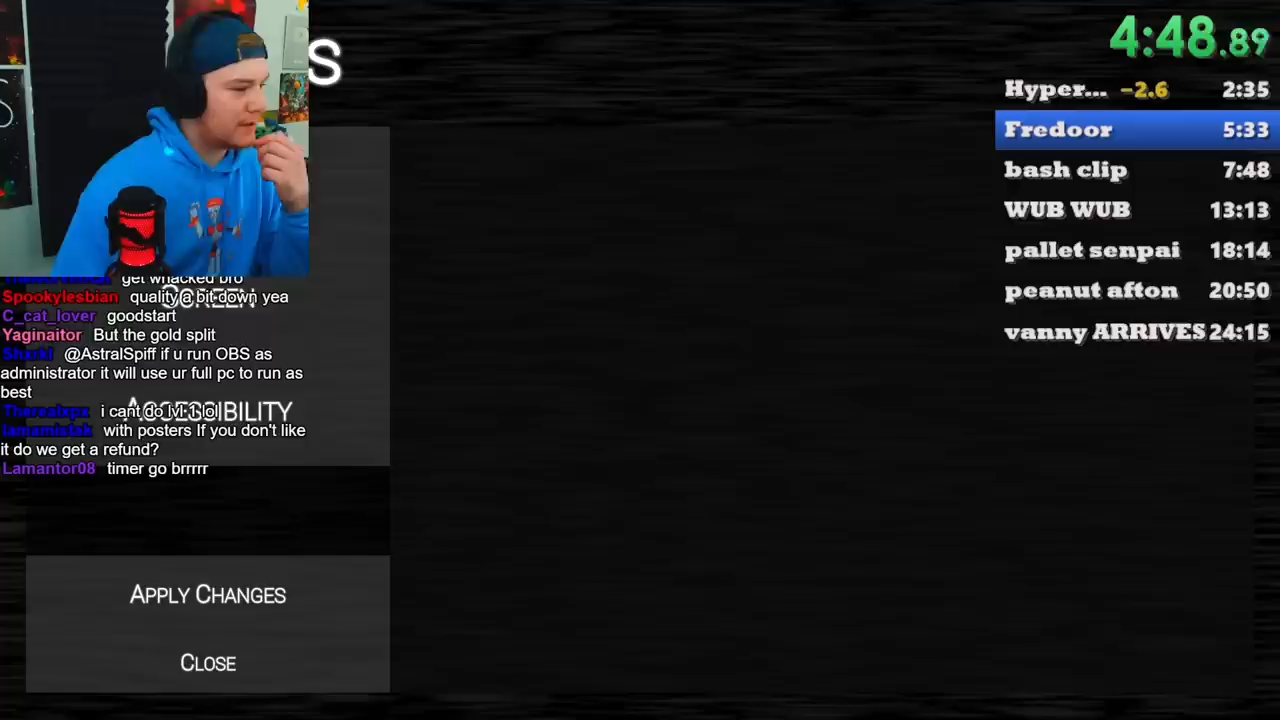 S
4:48.89
Hyper... −2.6 2:35
Fredoor 5:33
bash clip 7:48
WUB WUB 13:13
pallet senpai 18:14
peanut afton 20:50
vanny ARRIVES 24:15
get whacked bro
Spookylesbian quality a bit down yea
SCREEN
C_cat_lover goodstart
Yaginaitor But the gold split
Sharkl @AstralSpiff if u run OBS as
administrator it will use ur full pc to run as
best
i cant do lvl 1 lol
ACCESSIBILITY
with posters If you don't like
it do we get a refund?
Lamantor08 timer go brrrrr
APPLY CHANGES
CLOSE